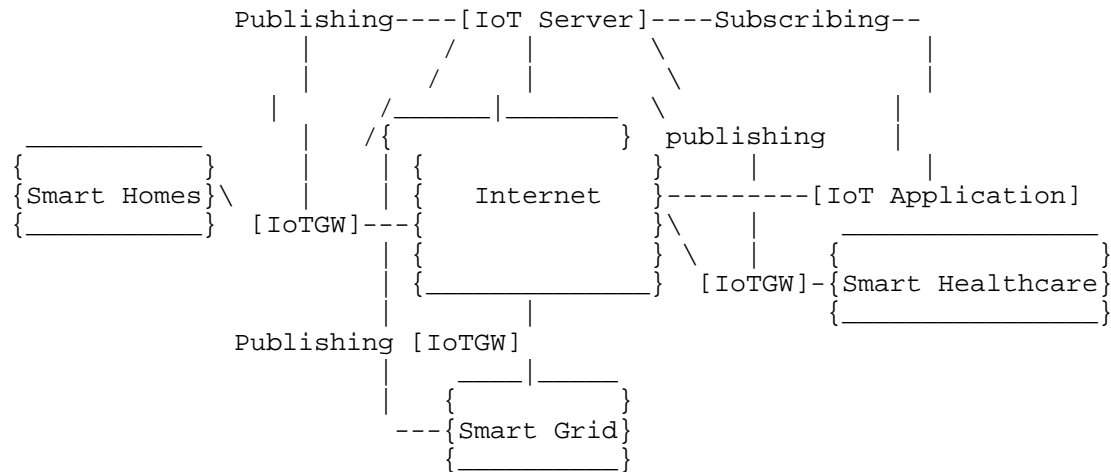 Publishing----[IoT Server]----Subscribing--
publishing
Smart Homes
Internet
[IoT Application]
[IoTGW]
[IoTGW]
Smart Healthcare
Publishing [IoTGW]
Smart Grid